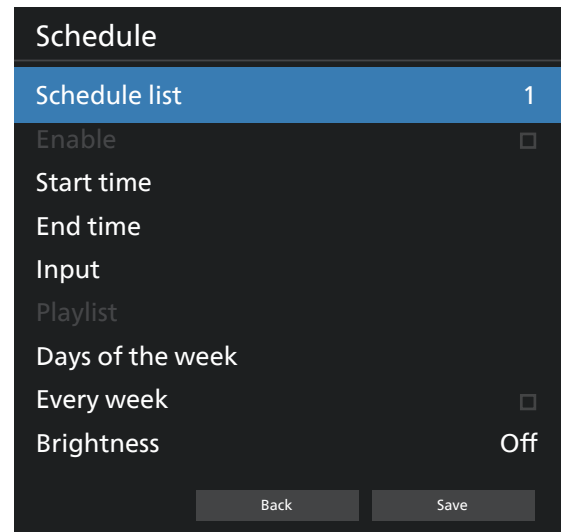 Schedule
Schedule list 1
Enable
Start time
End time
Input
Playlist
Days of the week
Every week
Brightness Off
Back Save